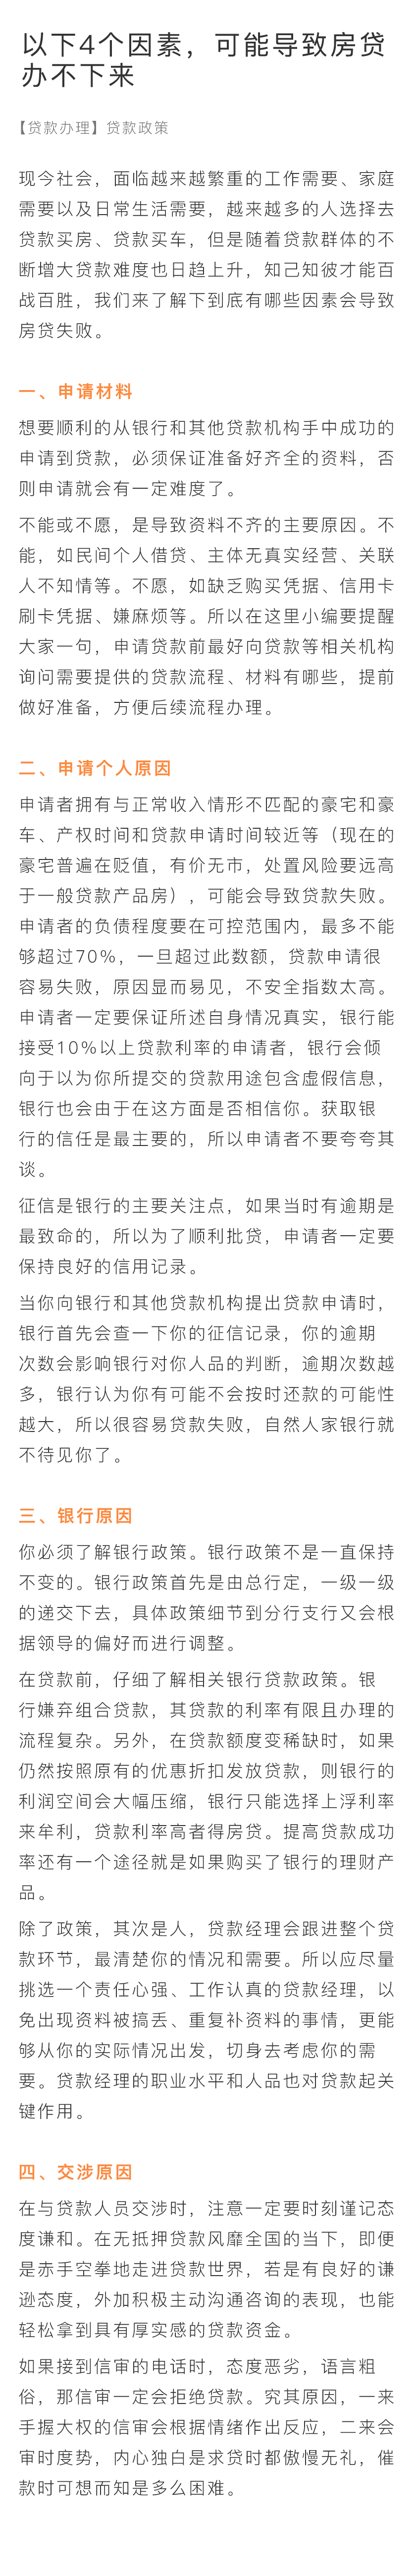 以下4个因素，可能导致房贷
办不下来
【贷款办理】贷款政策
现今社会，面临越来越繁重的工作需要、家庭
需要以及日常生活需要，越来越多的人选择去
贷款买房、贷款买车，但是随着贷款群体的不
断增大贷款难度也日趋上升，知己知彼才能百
战百胜，我们来了解下到底有哪些因素会导致
房贷失败。
一、申请材料
想要顺利的从银行和其他贷款机构手中成功的
申请到贷款，必须保证准备好齐全的资料，否
则申请就会有一定难度了。
不能或不愿，是导致资料不齐的主要原因。不
能，如民间个人借贷、主体无真实经营、关联
人不知情等。不愿，如缺乏购买凭据、信用卡
刷卡凭据、嫌麻烦等。所以在这里小编要提醒
大家一句，申请贷款前最好向贷款等相关机构
询问需要提供的贷款流程、材料有哪些，提前
做好准备，方便后续流程办理。
二、申请个人原因
申请者拥有与正常收入情形不匹配的豪宅和豪
车、产权时间和贷款申请时间较近等（现在的
豪宅普遍在贬值，有价无市，处置风险要远高
于一般贷款产品房），可能会导致贷款失败。
申请者的负债程度要在可控范围内，最多不能
够超过70%，一旦超过此数额，贷款申请很
容易失败，原因显而易见，不安全指数太高。
申请者一定要保证所述自身情况真实，银行能
接受10%以上贷款利率的申请者，银行会倾
向于以为你所提交的贷款用途包含虚假信息，
银行也会由于在这方面是否相信你。获取银
行的信任是最主要的，所以申请者不要夸夸其
谈。
征信是银行的主要关注点，如果当时有逾期是
最致命的，所以为了顺利批贷，申请者一定要
保持良好的信用记录。
当你向银行和其他贷款机构提出贷款申请时，
银行首先会查一下你的征信记录，你的逾期
次数会影响银行对你人品的判断，逾期次数越
多，银行认为你有可能不会按时还款的可能性
越大，所以很容易贷款失败，自然人家银行就
不待见你了。
三、银行原因
你必须了解银行政策。银行政策不是一直保持
不变的。银行政策首先是由总行定，一级一级
的递交下去，具体政策细节到分行支行又会根
据领导的偏好而进行调整。
在贷款前，仔细了解相关银行贷款政策。银
行嫌弃组合贷款，其贷款的利率有限且办理的
流程复杂。另外，在贷款额度变稀缺时，如果
仍然按照原有的优惠折扣发放贷款，则银行的
利润空间会大幅压缩，银行只能选择上浮利率
来牟利，贷款利率高者得房贷。提高贷款成功
率还有一个途径就是如果购买了银行的理财产
品。
除了政策，其次是人，贷款经理会跟进整个贷
款环节，最清楚你的情况和需要。所以应尽量
挑选一个责任心强、工作认真的贷款经理，以
免出现资料被搞丢、重复补资料的事情，更能
够从你的实际情况出发，切身去考虑你的需
要。贷款经理的职业水平和人品也对贷款起关
键作用。
四、交涉原因
在与贷款人员交涉时，注意一定要时刻谨记态
度谦和。在无抵押贷款风靡全国的当下，即便
是赤手空拳地走进贷款世界，若是有良好的谦
逊态度，外加积极主动沟通咨询的表现，也能
轻松拿到具有厚实感的贷款资金。
如果接到信审的电话时，态度恶劣，语言粗
俗，那信审一定会拒绝贷款。究其原因，一来
手握大权的信审会根据情绪作出反应，二来会
审时度势，内心独白是求贷时都傲慢无礼，催
款时可想而知是多么困难。